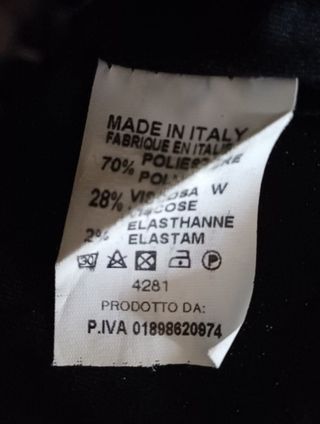 MADE IN ITALY
FABRIQUE EN ITALIE
70% POLIESTERE
28% VISCOSA W
VISCOSE
2% ELASTHANNE
ELASTAM
30 P
4281
PRODOTTO DA:
P.IVA 01898620974